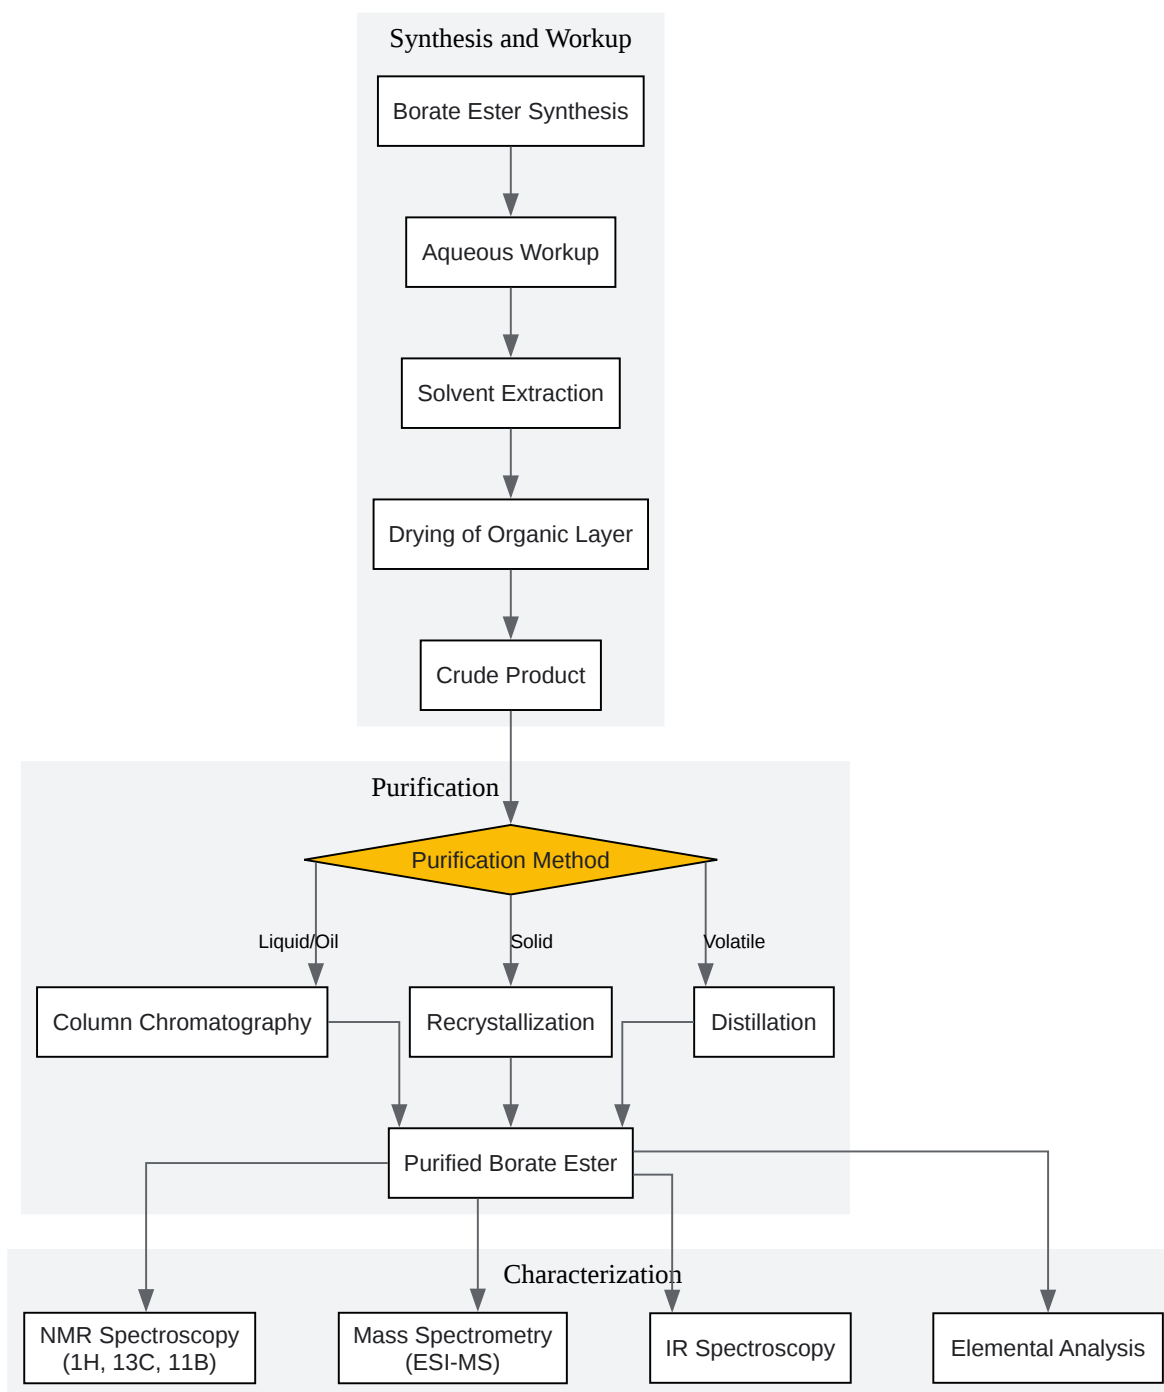 Synthesis and Workup
Borate Ester Synthesis
Aqueous Workup
Solvent Extraction
Drying of Organic Layer
Crude Product
Purification
Purification Method
Liquid/Oil
Solid
Volatile
Column Chromatography
Recrystallization
Distillation
Purified Borate Ester
Characterization
NMR Spectroscopy
(1H, 13C, 11B)
Mass Spectrometry
(ESI-MS)
IR Spectroscopy
Elemental Analysis